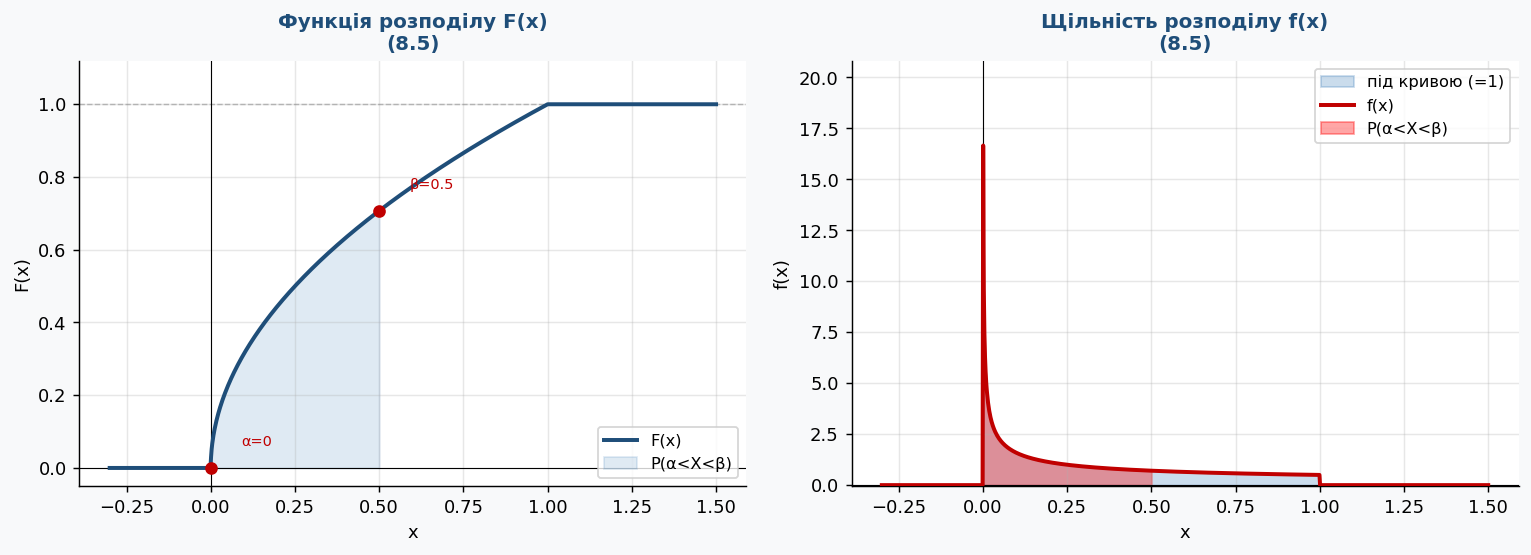 Функція розподілу F(x)
(8.5)
F(x)
1.0
0.8
0.6
0.4
0.2
0.0
β=0.5
α=0
F(x)
P(α<X<β)
−0.25
0.00
0.25
0.50
0.75
1.00
1.25
1.50
x
Щільність розподілу f(x)
(8.5)
f(x)
20.0
17.5
15.0
12.5
10.0
7.5
5.0
2.5
0.0
під кривою (=1)
f(x)
P(α<X<β)
−0.25
0.00
0.25
0.50
0.75
1.00
1.25
1.50
x